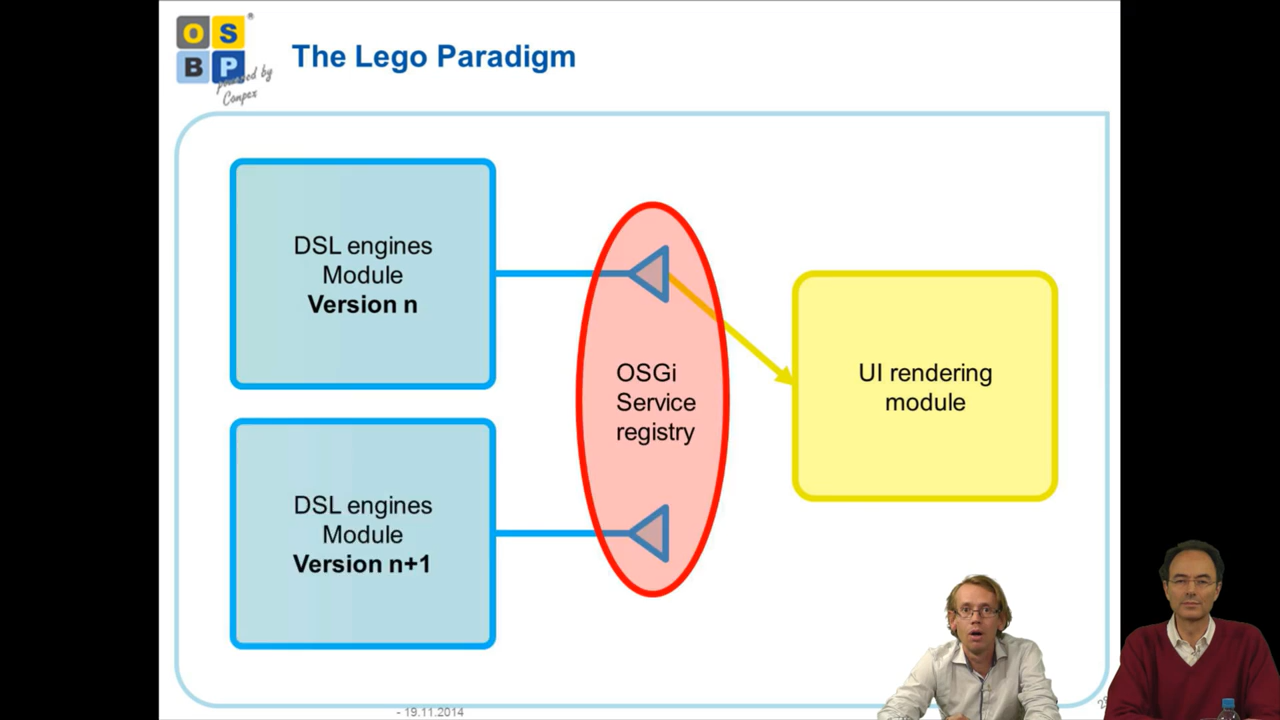 O S
B P
®
powered by
Compex
The Lego Paradigm
DSL engines
Module
Version n
OSGi
Service
registry
UI rendering
module
DSL engines
Module
Version n+1
- 19.11.2014